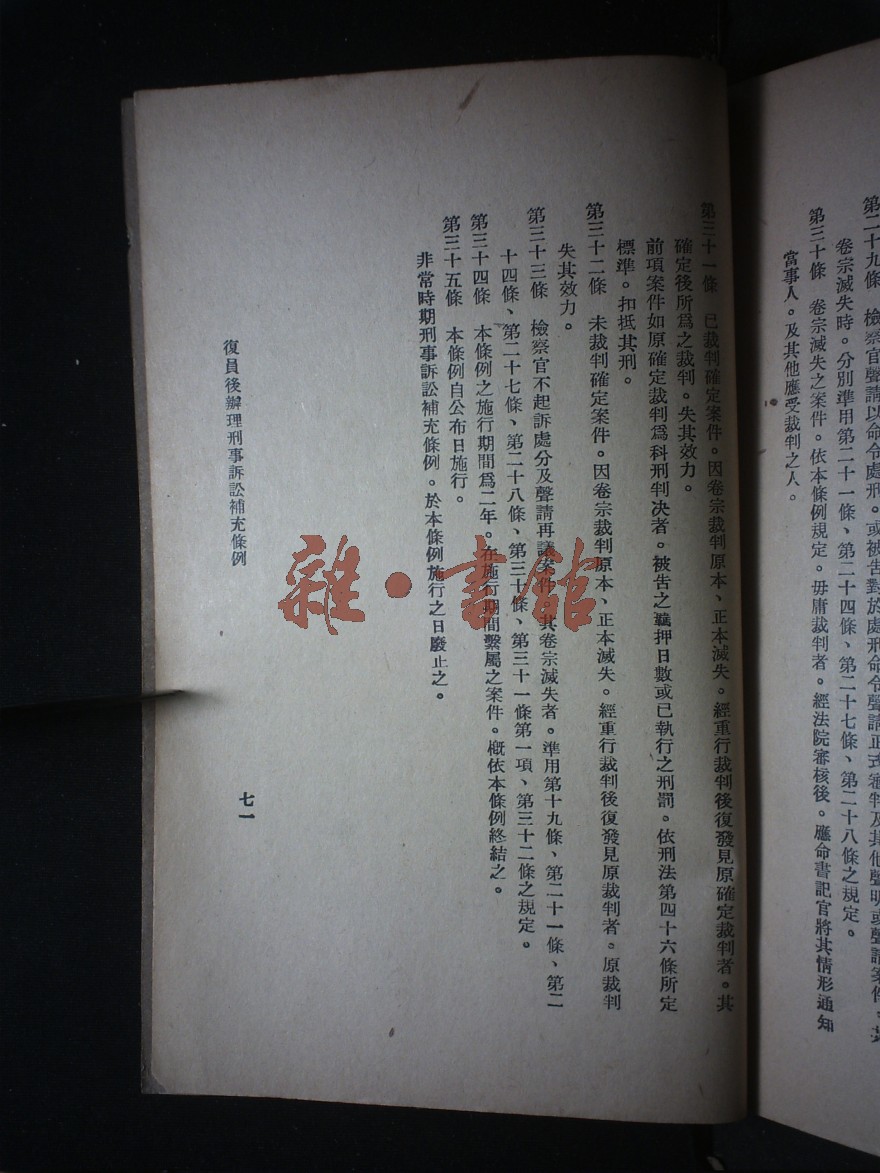 第二十九條　檢察官聲請以命令處刑。或被告對於處刑命令聲請正式審判及其他聲明或聲請案件。其
卷宗滅失時。分別準用第二十一條、第二十四條、第二十七條、第二十八條之規定。
第三十條　卷宗滅失之案件。依本條例規定。毋庸裁判者。經法院審核後。應命書記官將其情形通知
當事人。及其他應受裁判之人。
第三十一條　已裁判確定案件。因卷宗裁判原本、正本滅失。經重行裁判後復發見原確定裁判者。其
確定後所爲之裁判。失其效力。
前項案件如原確定裁判爲科刑判决者。被告之羈押日數或已執行之刑罰。依刑法第四十六條所定
標準。扣抵其刑。
第三十二條　未裁判確定案件。因卷宗裁判原本、正本滅失。經重行裁判後復發見原裁判者。原裁判
失其效力。
第三十三條　檢察官不起訴處分及聲請再議案件。其卷宗滅失者。準用第十九條、第二十一條、第二
十四條、第二十七條、第二十八條、第三十條、第三十一條第一項、第三十二條之規定。
第三十四條　本條例之施行期間爲二年。在施行期間繫屬之案件。概依本條例終結之。
第三十五條　本條例自公布日施行。
非常時期刑事訴訟補充條例。於本條例施行之日廢止之。
復員後辦理刑事訴訟補充條例
七一
雜·書館